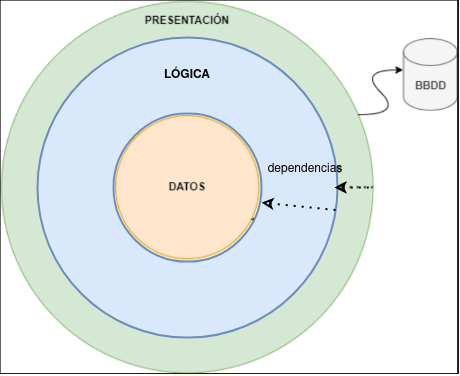 PRESENTACIÓN
LÓGICA
BBDD
dependencias
DATOS